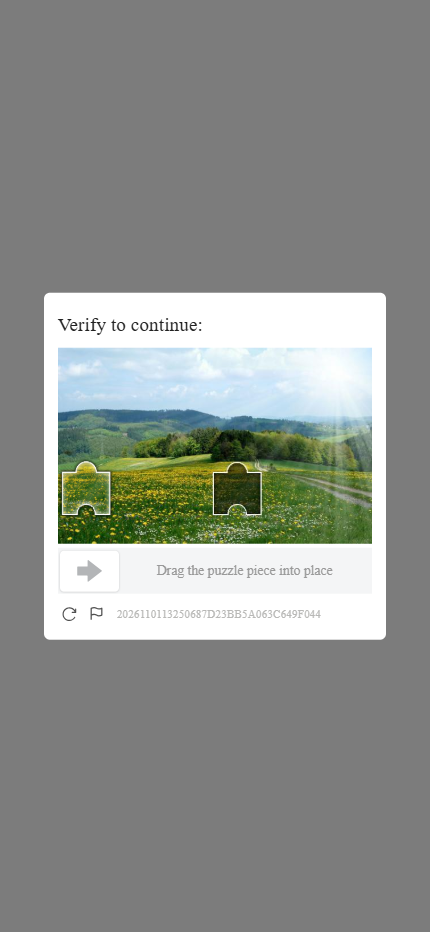 Verify to continue:
Drag the puzzle piece into place
2026110113250687D23BB5A063C649F044